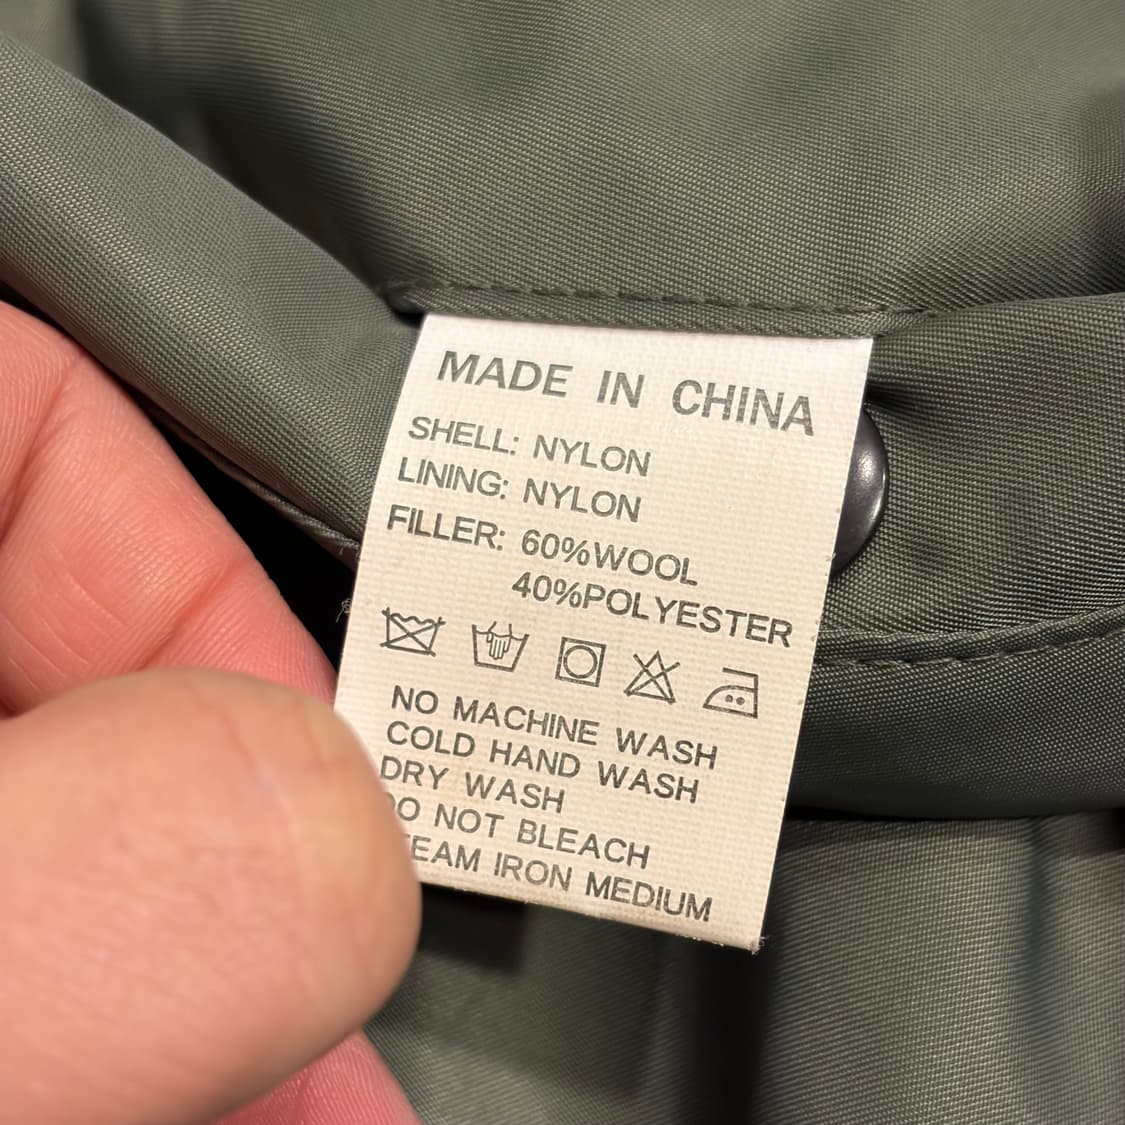 MADE IN CHINA
SHELL: NYLON
LINING: NYLON
FILLER: 60%WOOL
40%POLYESTER
NO MACHINE WASH
COLD HAND WASH
DRY WASH
DO NOT BLEACH
IRON MEDIUM